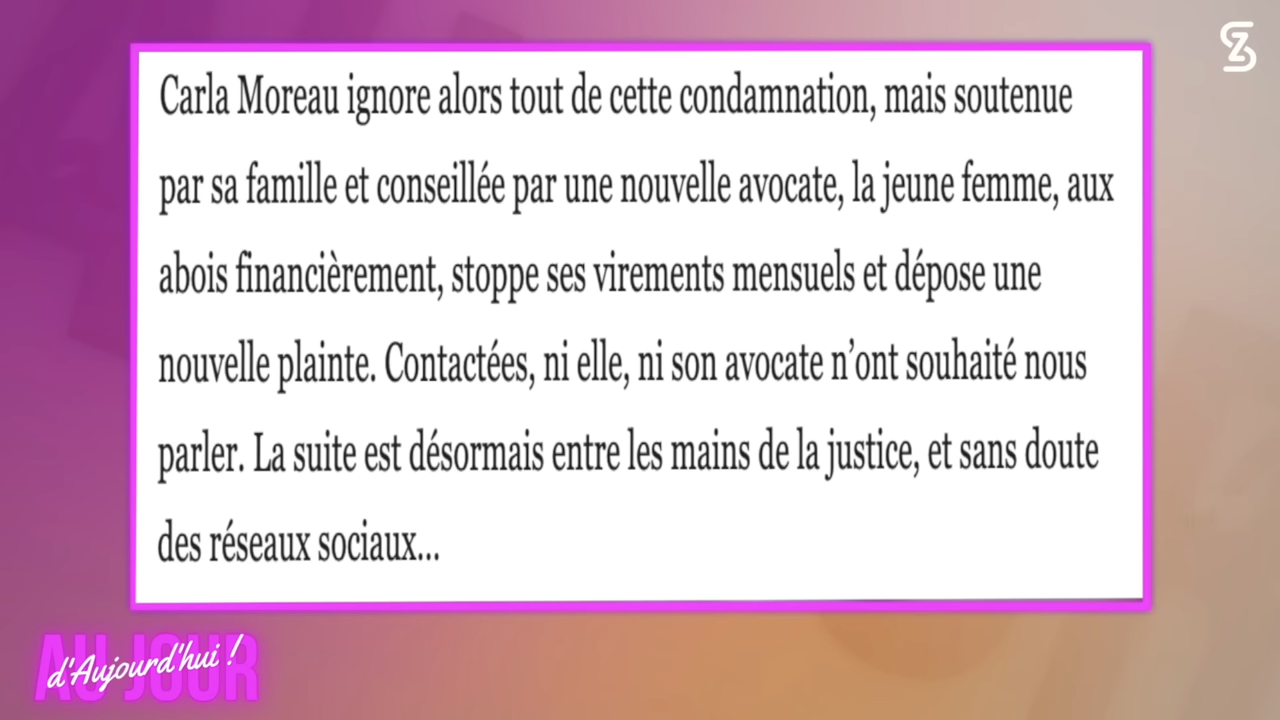 Carla Moreau ignore alors tout de cette condamnation, mais soutenue
par sa famille et conseillée par une nouvelle avocate, la jeune femme, aux
abois financièrement, stoppe ses virements mensuels et dépose une
nouvelle plainte. Contactées, ni elle, ni son avocate n’ont souhaité nous
parler. La suite est désormais entre les mains de la justice, et sans doute
des réseaux sociaux...
AU JOUR
d'Aujourd'hui !